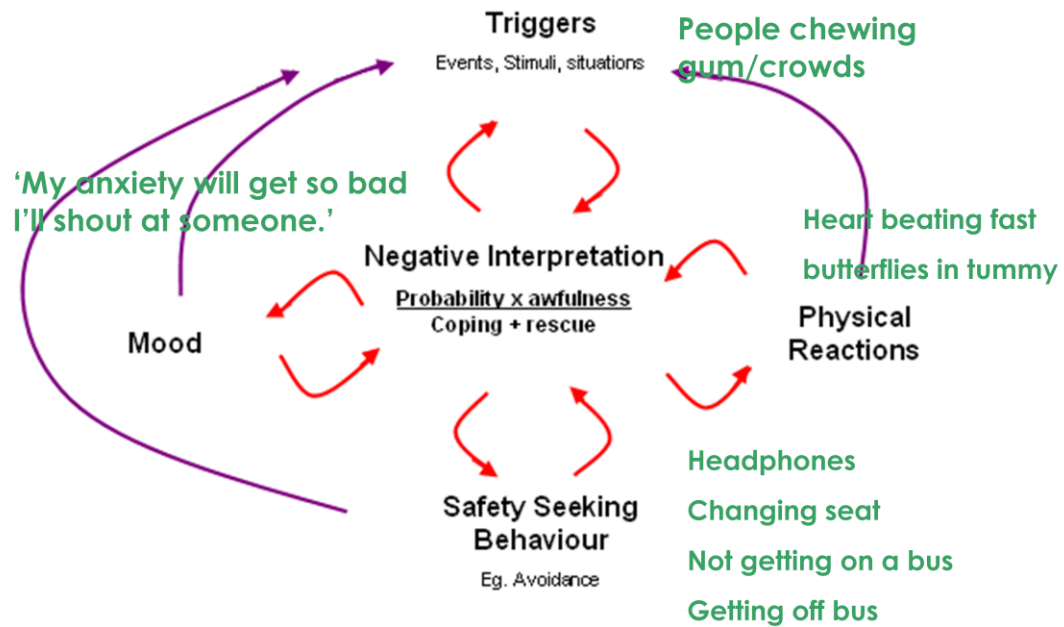 Triggers
Events, Stimuli, situations
People chewing
gum/crowds
‘My anxiety will get so bad
I’ll shout at someone.’
Heart beating fast
butterflies in tummy
Negative Interpretation
Probability x awfulness
Coping + rescue
Mood
Physical
Reactions
Headphones
Changing seat
Not getting on a bus
Getting off bus
Safety Seeking
Behaviour
Eg. Avoidance